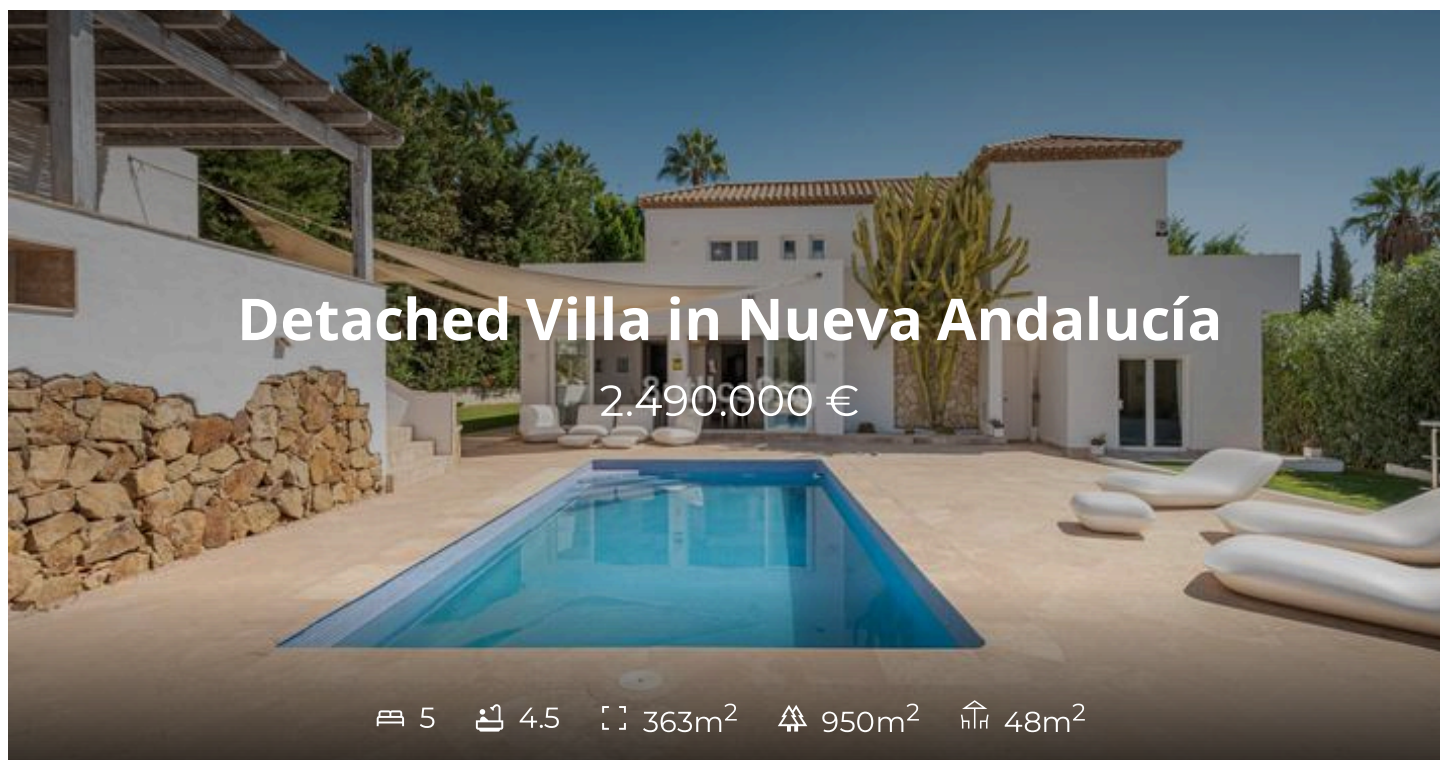 Detached Villa in Nueva Andalucía
2.490.000 €
5 4.5 363m² 950m² 48m²